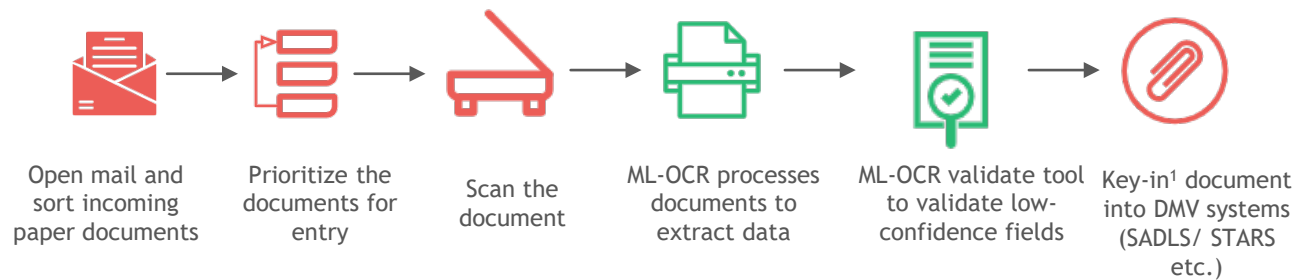 Open mail and
sort incoming
paper documents
Prioritize the
documents for
entry
Scan the
document
ML-OCR processes
documents to
extract data
ML-OCR validate tool
to validate low-
confidence fields
Key-in¹ document
into DMV systems
(SADLS/ STARS
etc.)